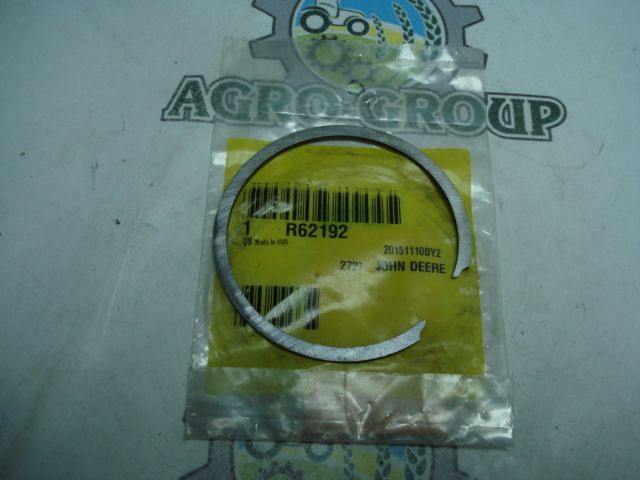 AGRO GROUP
1 R62192
US Made in USA
20151110DY2
JOHN DEERE